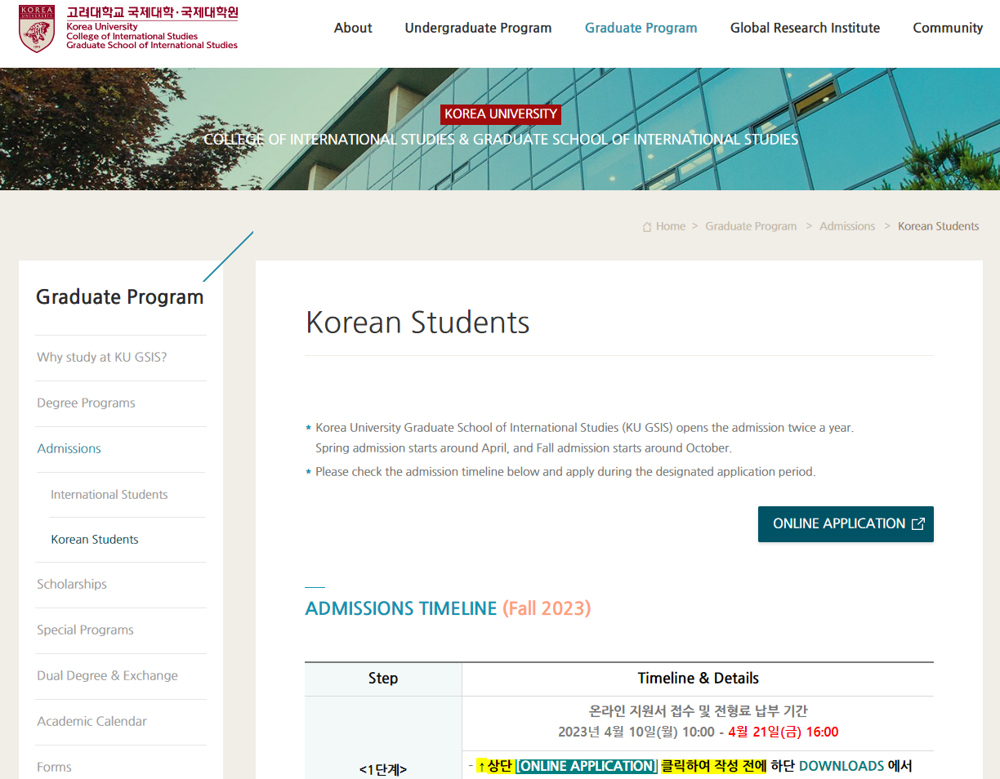 KOREA
UNIVERSITY
1905
고려대학교 국제대학·국제대학원
Korea University
College of International Studies
Graduate School of International Studies
About
Undergraduate Program
Graduate Program
Global Research Institute
Community
KOREA UNIVERSITY
COLLEGE OF INTERNATIONAL STUDIES & GRADUATE SCHOOL OF INTERNATIONAL STUDIES
Home > Graduate Program > Admissions > Korean Students
Graduate Program
Why study at KU GSIS?
Degree Programs
Admissions
International Students
Korean Students
Scholarships
Special Programs
Dual Degree & Exchange
Academic Calendar
Forms
Korean Students
* Korea University Graduate School of International Studies (KU GSIS) opens the admission twice a year.
Spring admission starts around April, and Fall admission starts around October.
* Please check the admission timeline below and apply during the designated application period.
ONLINE APPLICATION
ADMISSIONS TIMELINE (Fall 2023)
Step
Timeline & Details
온라인 지원서 접수 및 전형료 납부 기간
2023년 4월 10일(월) 10:00 - 4월 21일(금) 16:00
<1단계>
- ↑상단 [ONLINE APPLICATION] 클릭하여 작성 전에 하단 DOWNLOADS 에서